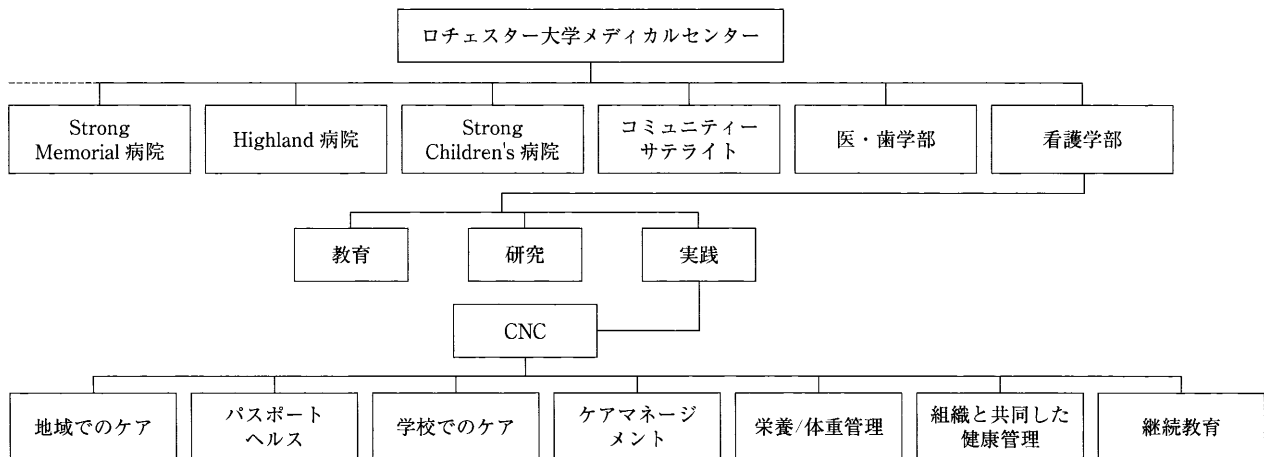 ロチェスター大学メディカルセンター
Strong
Memorial 病院
Highland 病院
Strong
Children's 病院
コミュニティー
サテライト
医・歯学部
看護学部
教育
研究
実践
CNC
地域でのケア
パスポート
ヘルス
学校でのケア
ケアマネージ
メント
栄養/体重管理
組織と共同した
健康管理
継続教育